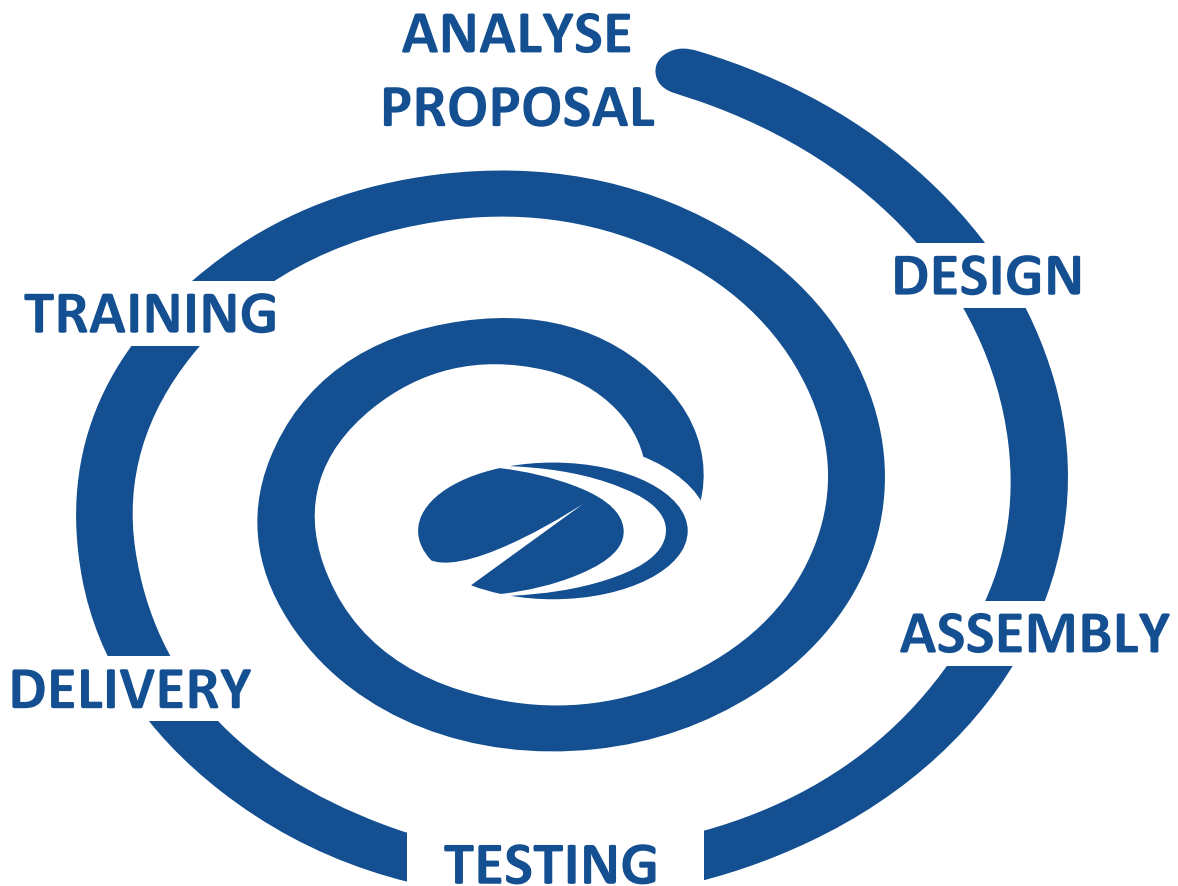 ANALYSE
PROPOSAL
DESIGN
TRAINING
ASSEMBLY
DELIVERY
TESTING